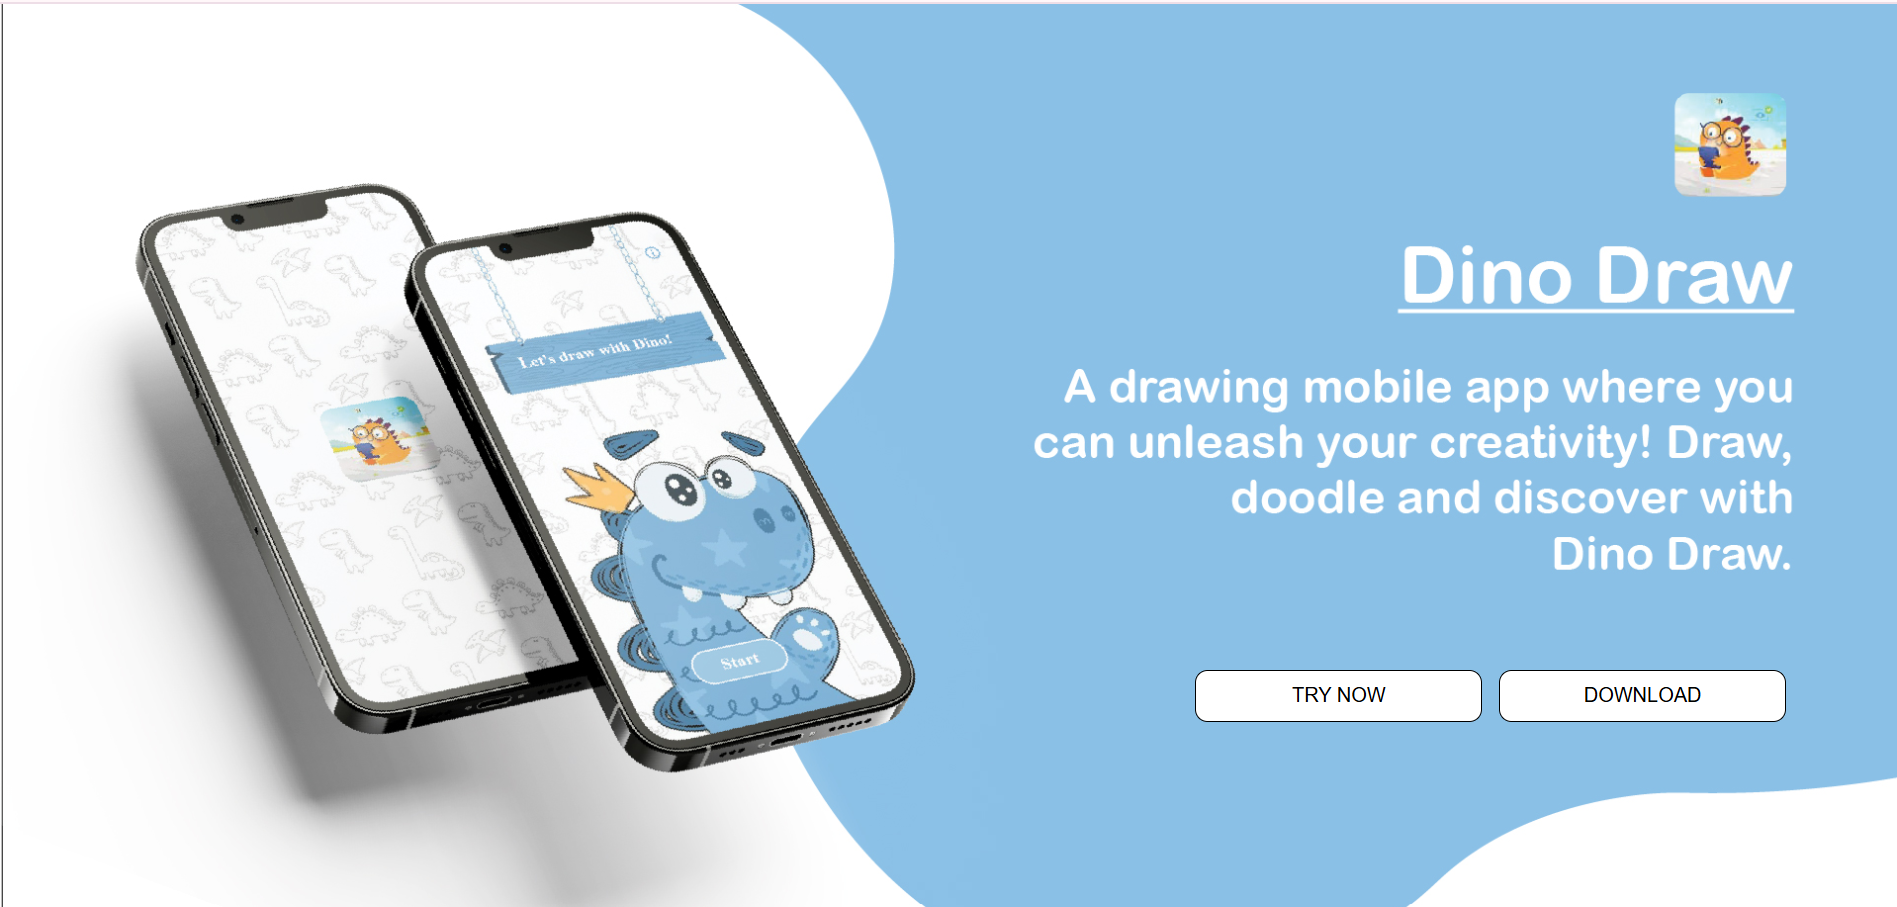 Let's draw with Dino!
Start
Dino Draw
A drawing mobile app where you
can unleash your creativity! Draw,
doodle and discover with
Dino Draw.
TRY NOW
DOWNLOAD